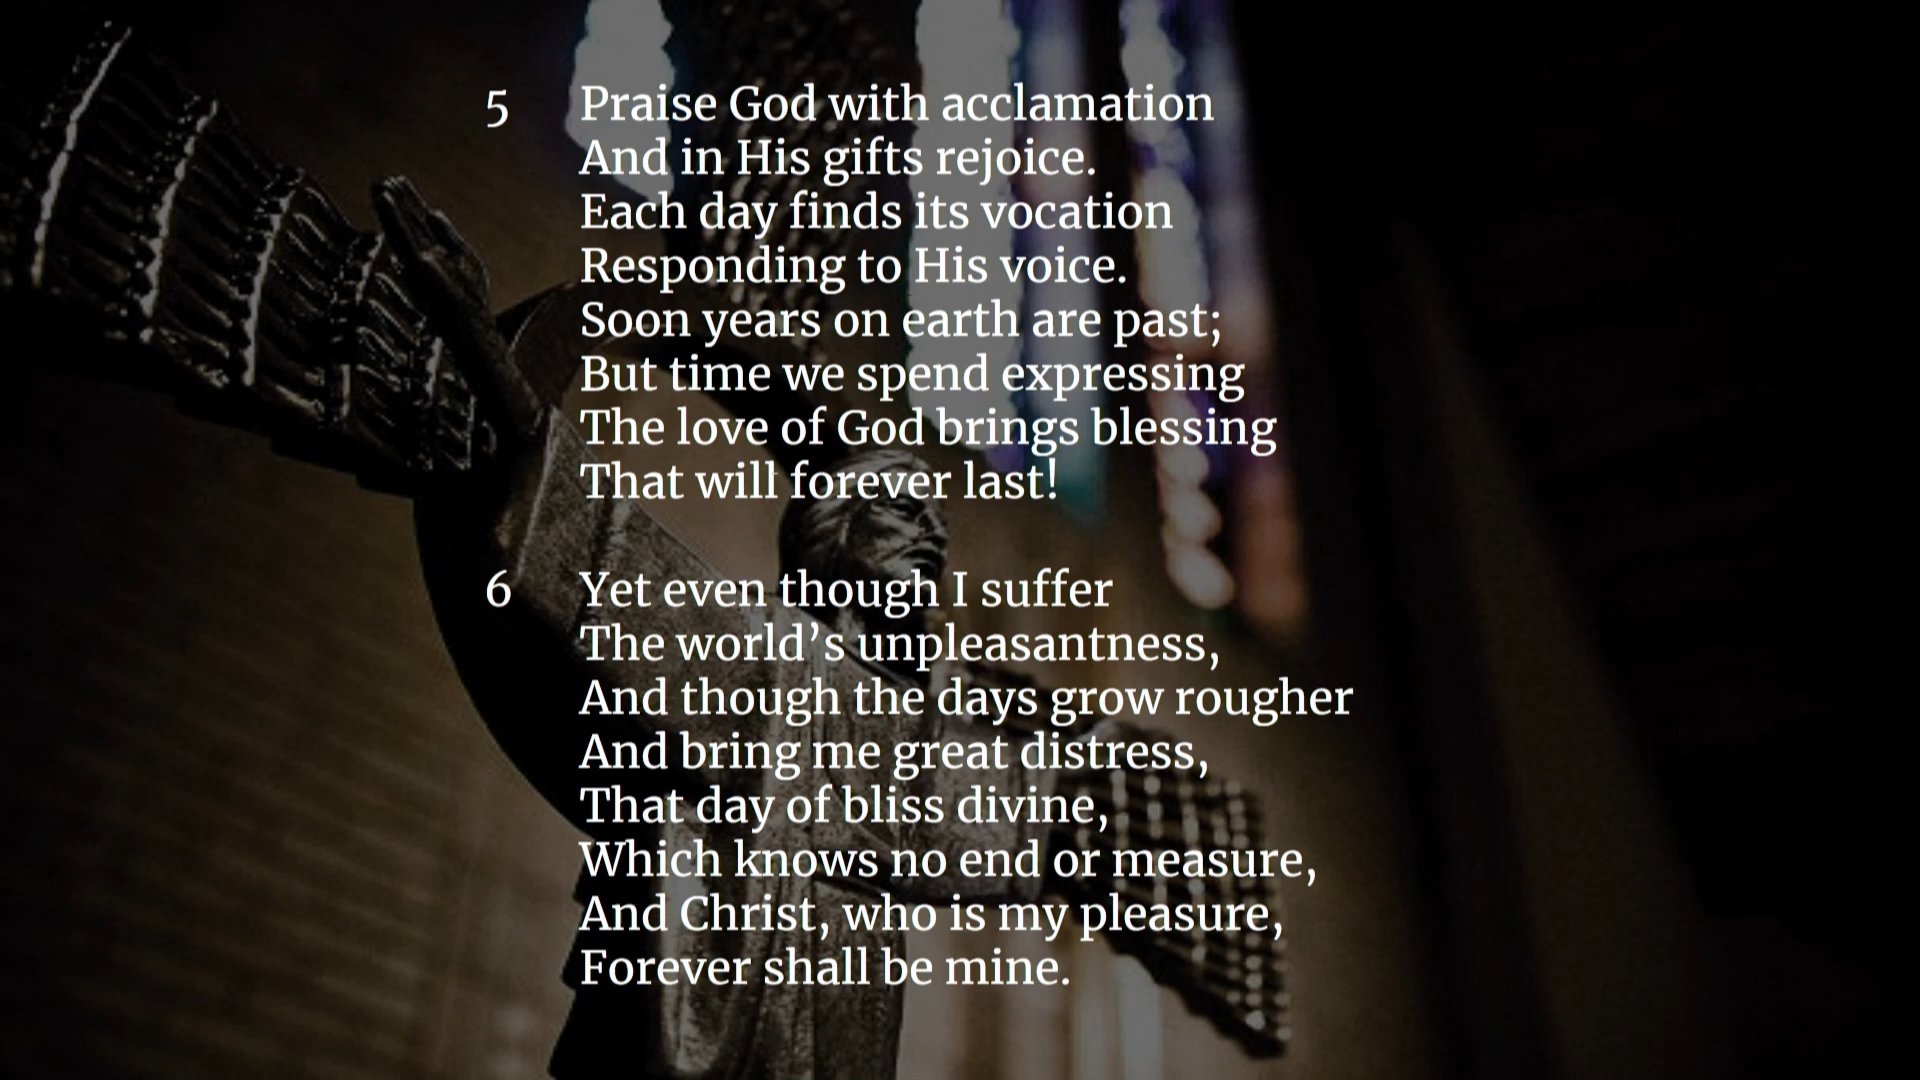 5 Praise God with acclamation
And in His gifts rejoice.
Each day finds its vocation
Responding to His voice.
Soon years on earth are past;
But time we spend expressing
The love of God brings blessing
That will forever last!
6 Yet even though I suffer
The world’s unpleasantness,
And though the days grow rougher
And bring me great distress,
That day of bliss divine,
Which knows no end or measure,
And Christ, who is my pleasure,
Forever shall be mine.